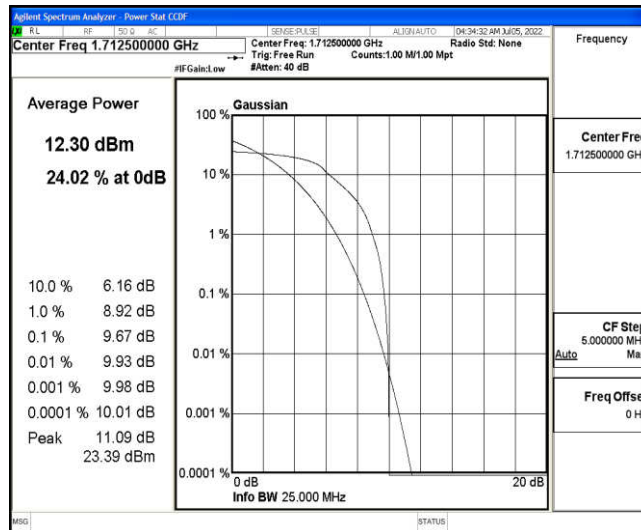 Agilent Spectrum Analyzer - Power Stat CCDF
RL RF 50 Ω AC SENSE:PULSE ALIGN AUTO 04:34:32 AM Jul 05, 2022
Center Freq 1.712500000 GHz
Center Freq: 1.712500000 GHz Radio Std: None
Trig: Free Run Counts:1.00 M/1.00 Mpt
#IFGain:Low #Atten: 40 dB
Frequency
Average Power
12.30 dBm
24.02 % at 0dB
10.0 % 6.16 dB
1.0 % 8.92 dB
0.1 % 9.67 dB
0.01 % 9.93 dB
0.001 % 9.98 dB
0.0001 % 10.01 dB
Peak 11.09 dB
23.39 dBm
Gaussian
100 %
10 %
1 %
0.1 %
0.01 %
0.001 %
0.0001 %
0 dB 20 dB
Info BW 25.000 MHz
Center Fre
1.712500000 GH
CF Ste
5.000000 MH
Auto Ma
Freq Offse
0 H
MSG STATUS